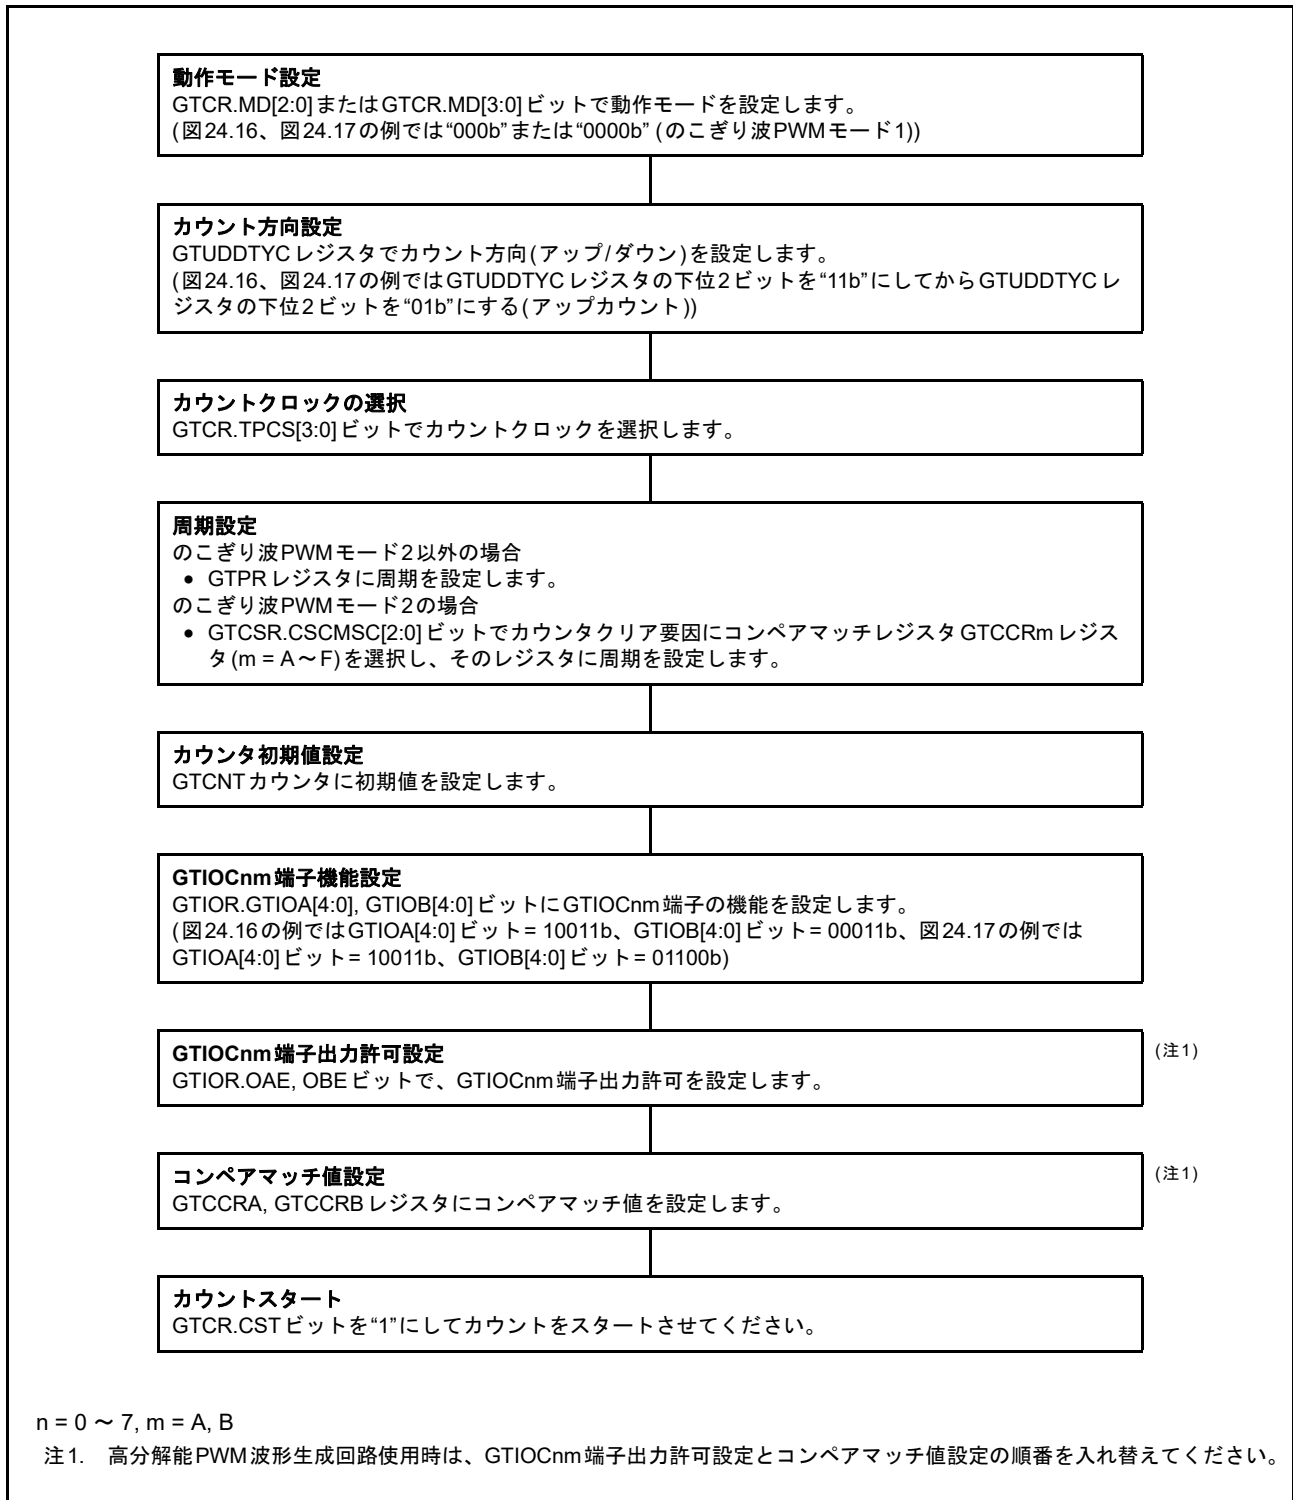 動作モード設定
GTCR.MD[2:0]またはGTCR.MD[3:0]ビットで動作モードを設定します。
(図24.16、図24.17の例では“000b”または“0000b” (のこぎり波PWMモード1))
カウント方向設定
GTUDDTYCレジスタでカウント方向(アップ/ダウン)を設定します。
(図24.16、図24.17の例ではGTUDDTYCレジスタの下位2ビットを“11b”にしてからGTUDDTYCレ
ジスタの下位2ビットを“01b”にする(アップカウント))
カウントクロックの選択
GTCR.TPCS[3:0]ビットでカウントクロックを選択します。
周期設定
のこぎり波PWMモード2以外の場合
● GTPRレジスタに周期を設定します。
のこぎり波PWMモード2の場合
● GTCSR.CSCMSC[2:0]ビットでカウンタクリア要因にコンペアマッチレジスタGTCCRmレジス
タ(m = A～F)を選択し、そのレジスタに周期を設定します。
カウンタ初期値設定
GTCNTカウンタに初期値を設定します。
GTIOCnm端子機能設定
GTIOR.GTIOA[4:0], GTIOB[4:0]ビットにGTIOCnm端子の機能を設定します。
(図24.16の例ではGTIOA[4:0]ビット= 10011b、GTIOB[4:0]ビット= 00011b、図24.17の例では
GTIOA[4:0]ビット= 10011b、GTIOB[4:0]ビット= 01100b)
GTIOCnm端子出力許可設定 (注1)
GTIOR.OAE, OBEビットで、GTIOCnm端子出力許可を設定します。
コンペアマッチ値設定 (注1)
GTCCRA, GTCCRBレジスタにコンペアマッチ値を設定します。
カウントスタート
GTCR.CSTビットを“1”にしてカウントをスタートさせてください。
n = 0 ～ 7, m = A, B
注1. 高分解能PWM波形生成回路使用時は、GTIOCnm端子出力許可設定とコンペアマッチ値設定の順番を入れ替えてください。